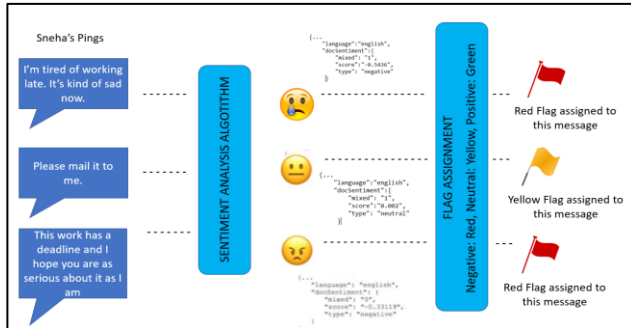 Sneha's Pings
I'm tired of working
late. It's kind of sad
now.
Please mail it to
me.
This work has a
deadline and I
hope you are as
serious about it as I
am
SENTIMENT ANALYSIS ALGOTITHM
{...
"language":"english",
"docSentiment":{
"mixed": "1",
"score":"-0.5436",
"type": "negative"
}
{...
"language":"english",
"docSentiment":{
"mixed": "1",
"score":"0.002",
"type": "neutral"
}
{...
"language": "english",
"docSentiment": {
"mixed": "0",
"score": "-0.33119",
"type": "negative"
}
FLAG ASSIGNMENT
Negative: Red, Neutral: Yellow, Positive: Green
Red Flag assigned to
this message
Yellow Flag assigned to
this message
Red Flag assigned to
this message